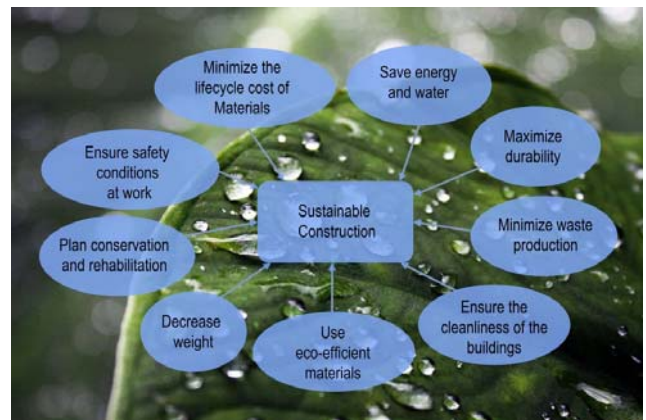 Minimize the
lifecycle cost of
Materials
Save energy
and water
Maximize
durability
Ensure safety
conditions
at work
Sustainable
Construction
Minimize waste
production
Plan conservation
and rehabilitation
Decrease
weight
Use
eco-efficient
materials
Ensure the
cleanliness of the
buildings